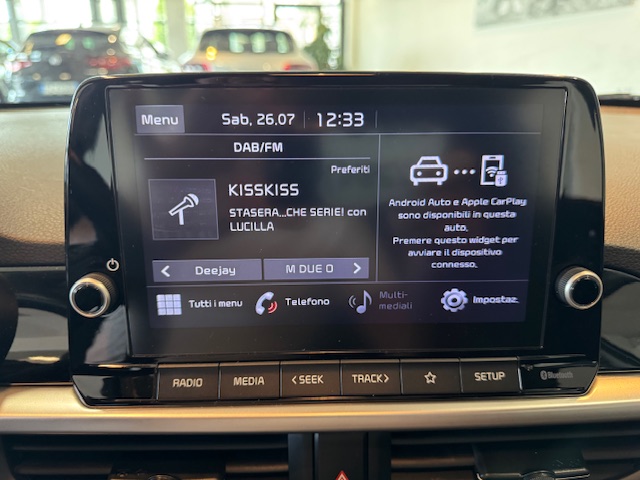 Menu
Sab, 26.07
12:33
DAB/FM
Preferiti
KISSKISS
STASERA...CHE SERIE! con
LUCILLA
< Deejay
M DUE O >
Android Auto e Apple CarPlay
sono disponibili in questa
auto.
Premere questo widget per
avviare il dispositivo
connesso.
Tutti i menu
Telefono
Multi-
mediali
Impostaz.
RADIO
MEDIA
<SEEK
TRACK>
SETUP
Bluetooth